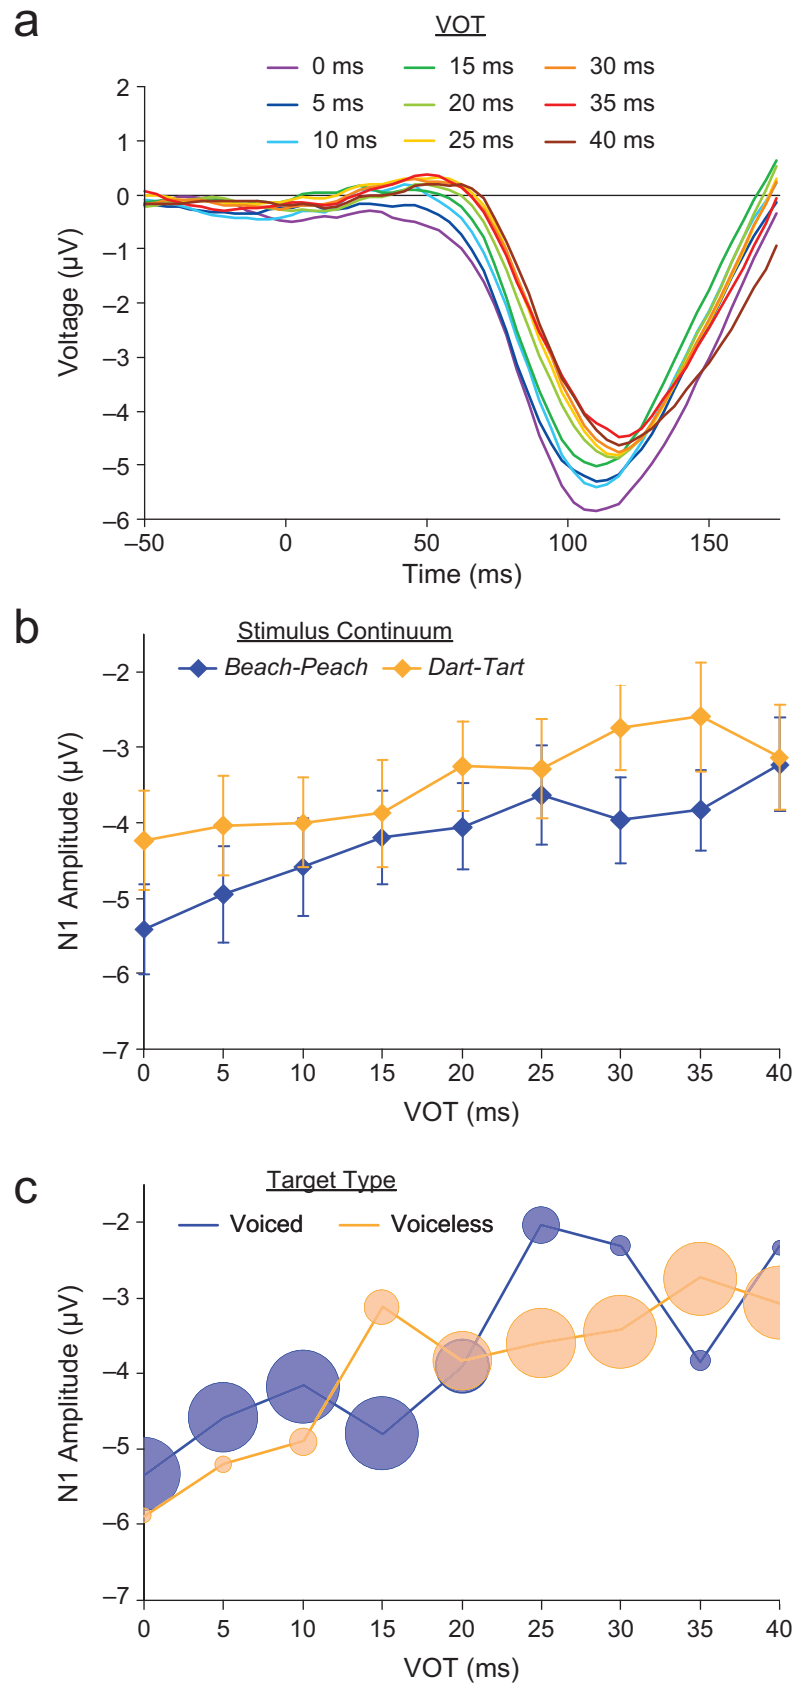 a
VOT
0 ms 15 ms 30 ms
5 ms 20 ms 35 ms
10 ms 25 ms 40 ms
2
1
0
–1
–2
–3
–4
–5
–6
Voltage (µV)
–50 0 50 100 150
Time (ms)
b
Stimulus Continuum
Beach-Peach Dart-Tart
–2
–3
–4
–5
–6
–7
N1 Amplitude (µV)
0 5 10 15 20 25 30 35 40
VOT (ms)
c
Target Type
Voiced Voiceless
–2
–3
–4
–5
–6
–7
N1 Amplitude (µV)
0 5 10 15 20 25 30 35 40
VOT (ms)